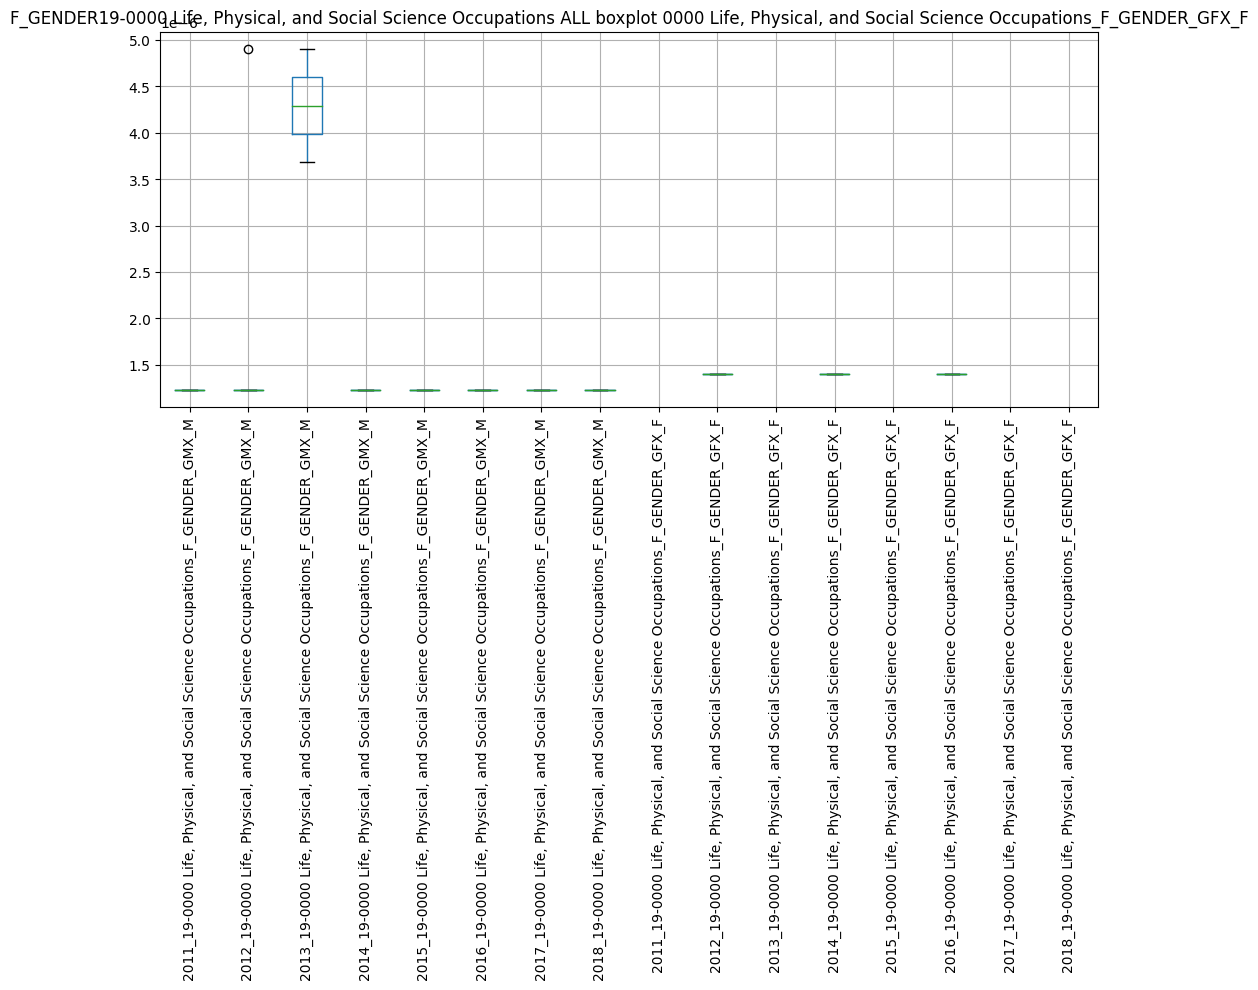 F_GENDER19-0000 Life, Physical, and Social Science Occupations ALL boxplot 0000 Life, Physical, and Social Science Occupations_F_GENDER_GFX_F
1e−6
5.0
4.5
4.0
3.5
3.0
2.5
2.0
1.5
2011_19-0000 Life, Physical, and Social Science Occupations_F_GENDER_GMX_M
2012_19-0000 Life, Physical, and Social Science Occupations_F_GENDER_GMX_M
2013_19-0000 Life, Physical, and Social Science Occupations_F_GENDER_GMX_M
2014_19-0000 Life, Physical, and Social Science Occupations_F_GENDER_GMX_M
2015_19-0000 Life, Physical, and Social Science Occupations_F_GENDER_GMX_M
2016_19-0000 Life, Physical, and Social Science Occupations_F_GENDER_GMX_M
2017_19-0000 Life, Physical, and Social Science Occupations_F_GENDER_GMX_M
2018_19-0000 Life, Physical, and Social Science Occupations_F_GENDER_GMX_M
2011_19-0000 Life, Physical, and Social Science Occupations_F_GENDER_GFX_F
2012_19-0000 Life, Physical, and Social Science Occupations_F_GENDER_GFX_F
2013_19-0000 Life, Physical, and Social Science Occupations_F_GENDER_GFX_F
2014_19-0000 Life, Physical, and Social Science Occupations_F_GENDER_GFX_F
2015_19-0000 Life, Physical, and Social Science Occupations_F_GENDER_GFX_F
2016_19-0000 Life, Physical, and Social Science Occupations_F_GENDER_GFX_F
2017_19-0000 Life, Physical, and Social Science Occupations_F_GENDER_GFX_F
2018_19-0000 Life, Physical, and Social Science Occupations_F_GENDER_GFX_F